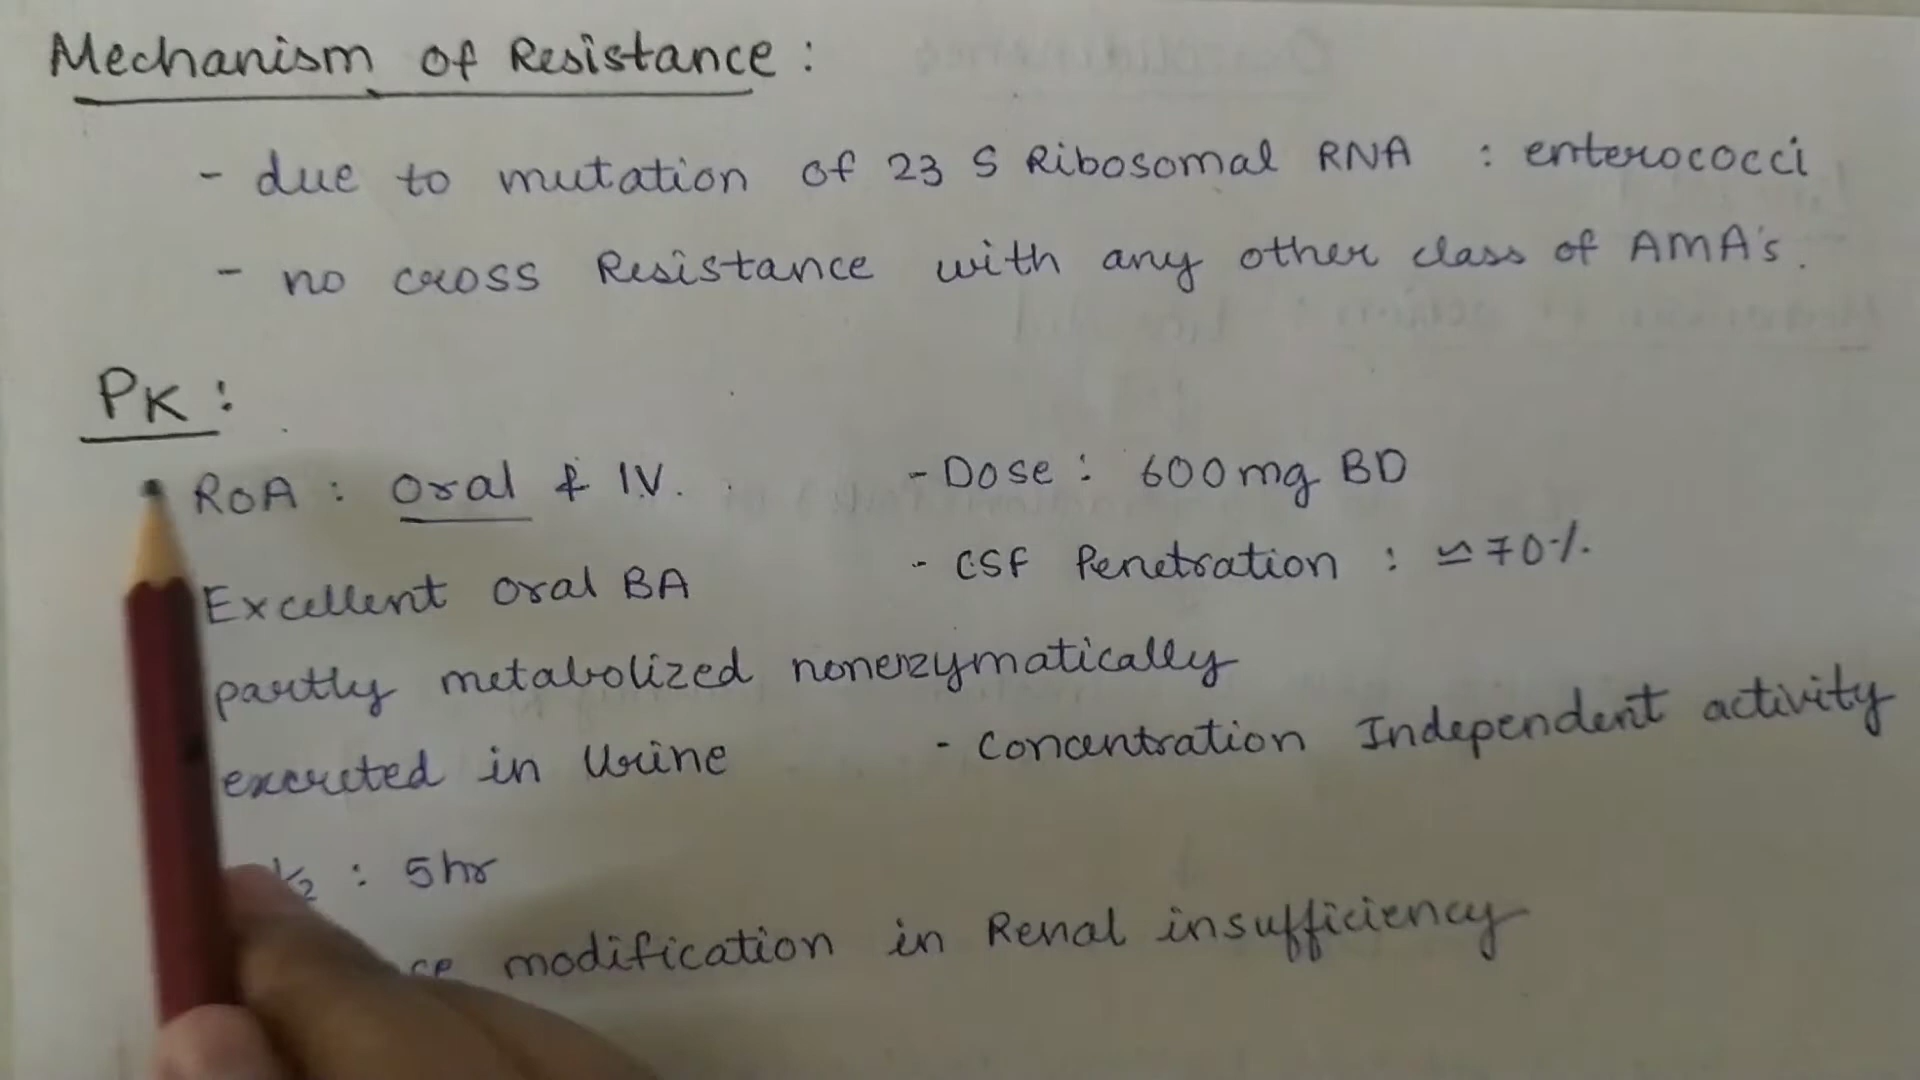 Mechanism of Resistance :
- due to mutation of 23 S Ribosomal RNA : enterococci
- no cross Resistance with any other class of AMA's.
PK :
ROA : Oral & I.V.
- Dose : 600 mg BD
Excellent oral BA
- CSF Penetration : ≃ 70%
partly metabolized nonenzymatically
excreted in Urine
- Concentration Independent activity
: 5 hr
modification in Renal insufficiency